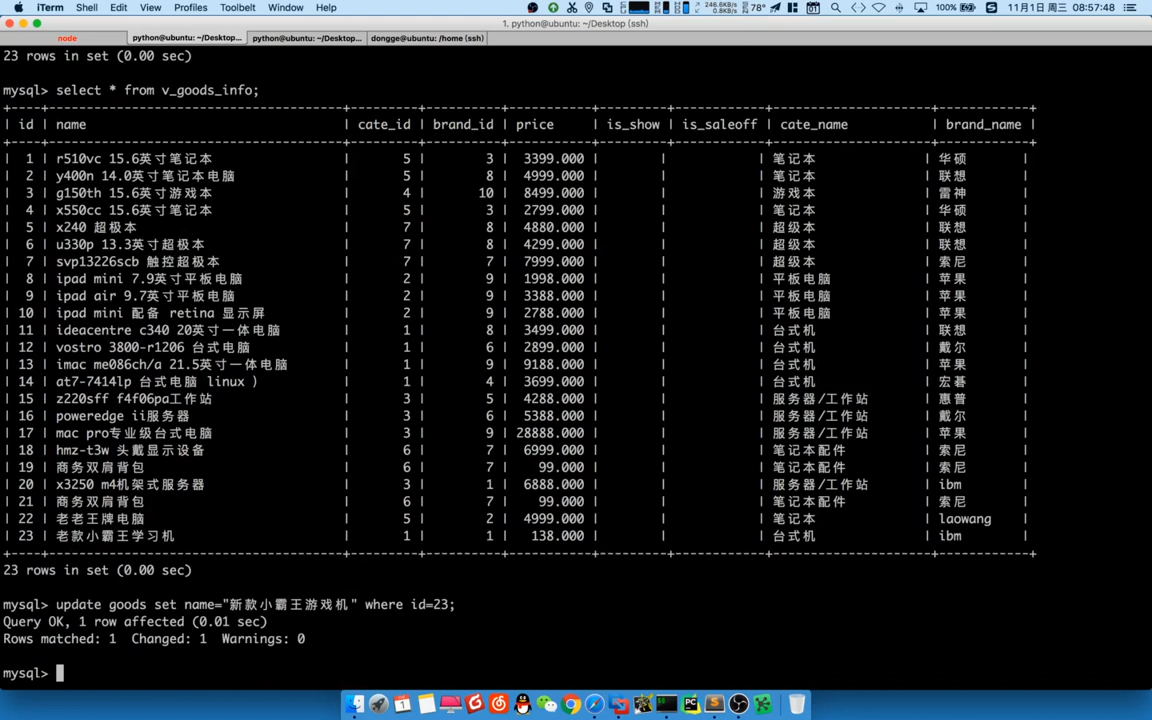 iTerm Shell Edit View Profiles Toolbelt Window Help 246.6KB/s 0.8KB/s 78° 100% 11月1日 周三 08:57:48
1. python@ubuntu: ~/Desktop (ssh)
node python@ubuntu: ~/Desktop... python@ubuntu: ~/Desktop... dongge@ubuntu: /home (ssh)
23 rows in set (0.00 sec)
mysql> select * from v_goods_info;
| id | name | cate_id | brand_id | price | is_show | is_saleoff | cate_name | brand_name |
| 1 | r510vc 15.6英寸笔记本 | 5 | 3 | 3399.000 | | | 笔记本 | 华硕 |
| 2 | y400n 14.0英寸笔记本电脑 | 5 | 8 | 4999.000 | | | 笔记本 | 联想 |
| 3 | g150th 15.6英寸游戏本 | 4 | 10 | 8499.000 | | | 游戏本 | 雷神 |
| 4 | x550cc 15.6英寸笔记本 | 5 | 3 | 2799.000 | | | 笔记本 | 华硕 |
| 5 | x240 超极本 | 7 | 8 | 4880.000 | | | 超级本 | 联想 |
| 6 | u330p 13.3英寸超极本 | 7 | 8 | 4299.000 | | | 超级本 | 联想 |
| 7 | svp13226scb 触控超极本 | 7 | 7 | 7999.000 | | | 超级本 | 索尼 |
| 8 | ipad mini 7.9英寸平板电脑 | 2 | 9 | 1998.000 | | | 平板电脑 | 苹果 |
| 9 | ipad air 9.7英寸平板电脑 | 2 | 9 | 3388.000 | | | 平板电脑 | 苹果 |
| 10 | ipad mini 配备 retina 显示屏 | 2 | 9 | 2788.000 | | | 平板电脑 | 苹果 |
| 11 | ideacentre c340 20英寸一体电脑 | 1 | 8 | 3499.000 | | | 台式机 | 联想 |
| 12 | vostro 3800-r1206 台式电脑 | 1 | 6 | 2899.000 | | | 台式机 | 戴尔 |
| 13 | imac me086ch/a 21.5英寸一体电脑 | 1 | 9 | 9188.000 | | | 台式机 | 苹果 |
| 14 | at7-7414lp 台式电脑 linux ) | 1 | 4 | 3699.000 | | | 台式机 | 宏碁 |
| 15 | z220sff f4f06pa工作站 | 3 | 5 | 4288.000 | | | 服务器/工作站 | 惠普 |
| 16 | poweredge ii服务器 | 3 | 6 | 5388.000 | | | 服务器/工作站 | 戴尔 |
| 17 | mac pro专业级台式电脑 | 3 | 9 | 28888.000 | | | 服务器/工作站 | 苹果 |
| 18 | hmz-t3w 头戴显示设备 | 6 | 7 | 6999.000 | | | 笔记本配件 | 索尼 |
| 19 | 商务双肩背包 | 6 | 7 | 99.000 | | | 笔记本配件 | 索尼 |
| 20 | x3250 m4机架式服务器 | 3 | 1 | 6888.000 | | | 服务器/工作站 | ibm |
| 21 | 商务双肩背包 | 6 | 7 | 99.000 | | | 笔记本配件 | 索尼 |
| 22 | 老老王牌电脑 | 5 | 2 | 4999.000 | | | 笔记本 | laowang |
| 23 | 老款小霸王学习机 | 1 | 1 | 138.000 | | | 台式机 | ibm |
23 rows in set (0.00 sec)
mysql> update goods set name="新款小霸王游戏机" where id=23;
Query OK, 1 row affected (0.01 sec)
Rows matched: 1 Changed: 1 Warnings: 0
mysql>